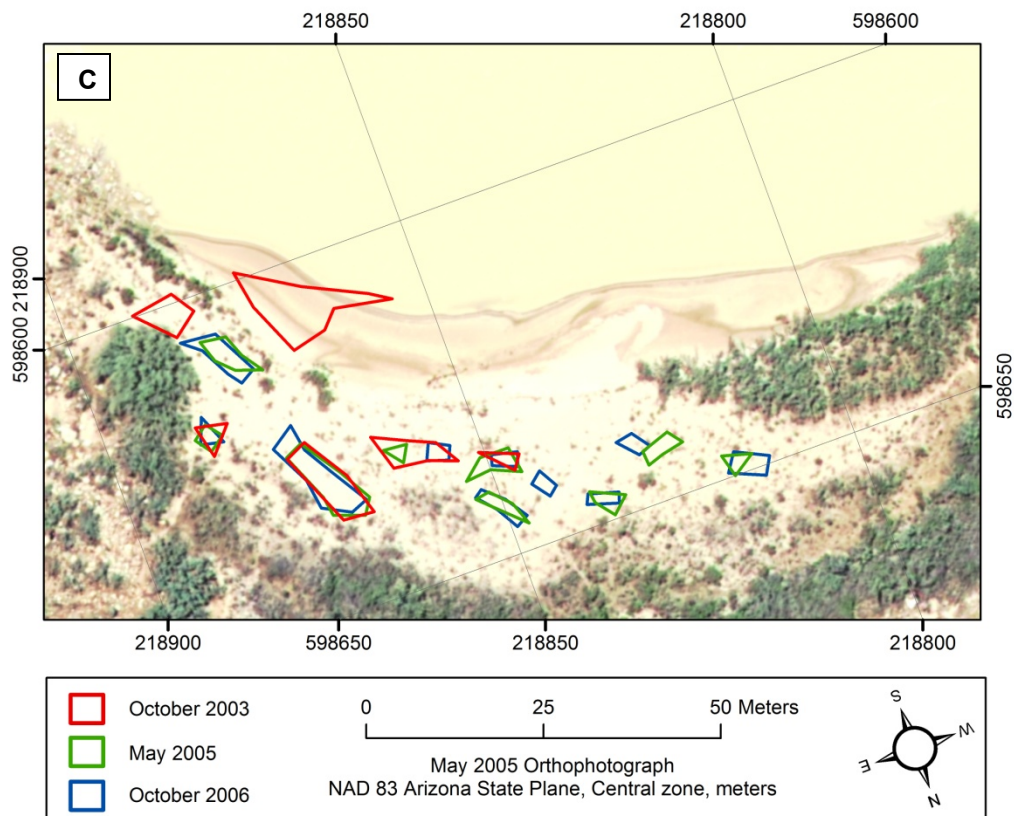 218850 218800 598600
C
218900
598600
598650
218900 598650 218850 218800
October 2003
May 2005
October 2006
0 25 50 Meters
May 2005 Orthophotograph
NAD 83 Arizona State Plane, Central zone, meters
S
W
E
N